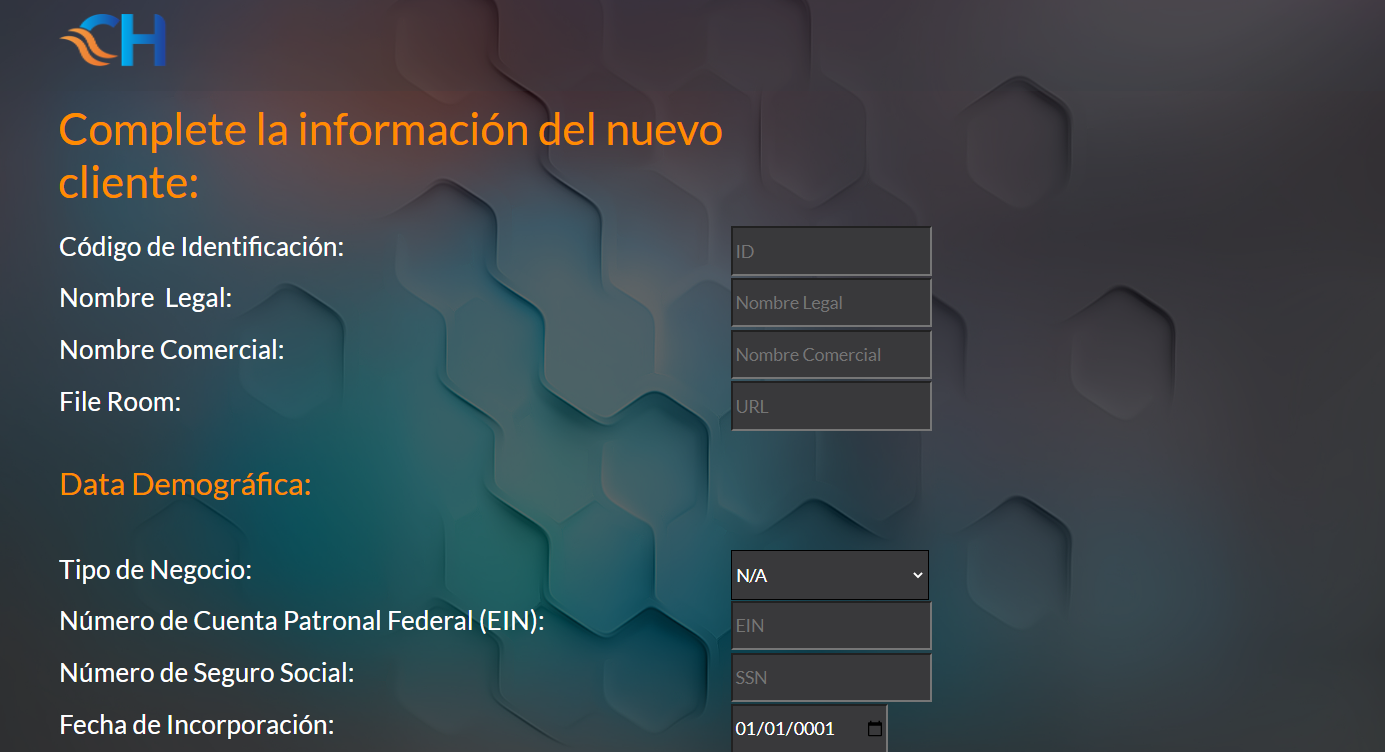 CH
Complete la información del nuevo
cliente:
Código de Identificación: ID
Nombre  Legal: Nombre Legal
Nombre Comercial: Nombre Comercial
File Room: URL
Data Demográfica:
Tipo de Negocio: N/A
Número de Cuenta Patronal Federal (EIN): EIN
Número de Seguro Social: SSN
Fecha de Incorporación: 01/01/0001